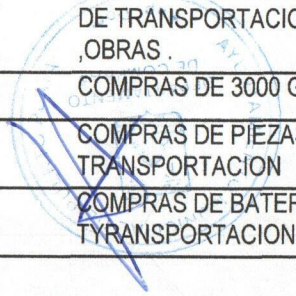 DE TRANSPORTACIO
,OBRAS .
COMPRAS DE 3000 G
COMPRAS DE PIEZAS
TRANSPORTACION
COMPRAS DE BATER
TYRANSPORTACION